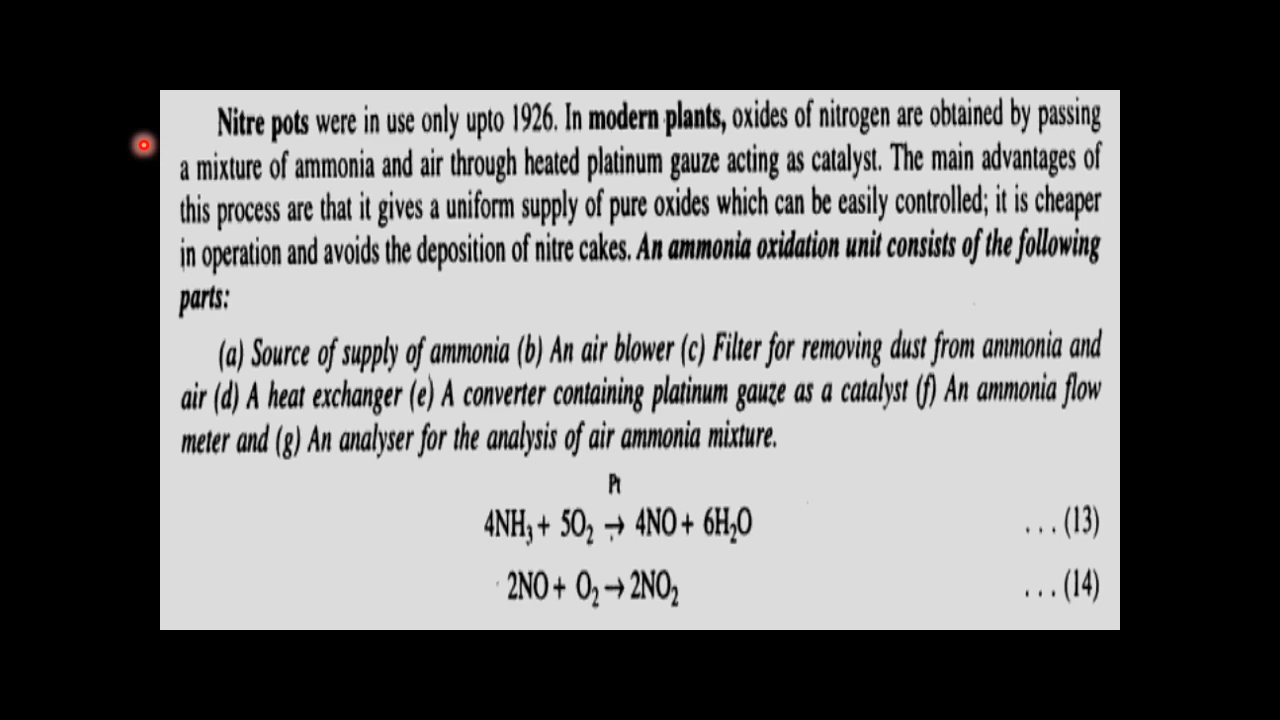 Nitre pots were in use only upto 1926. In modern plants, oxides of nitrogen are obtained by passing
a mixture of ammonia and air through heated platinum gauze acting as catalyst. The main advantages of
this process are that it gives a uniform supply of pure oxides which can be easily controlled; it is cheaper
in operation and avoids the deposition of nitre cakes. An ammonia oxidation unit consists of the following
parts:
(a) Source of supply of ammonia (b) An air blower (c) Filter for removing dust from ammonia and
air (d) A heat exchanger (e) A converter containing platinum gauze as a catalyst (f) An ammonia flow
meter and (g) An analyser for the analysis of air ammonia mixture.
Pt
4NH₃ + 5O₂ → 4NO + 6H₂O ... (13)
2NO + O₂ → 2NO₂ ... (14)